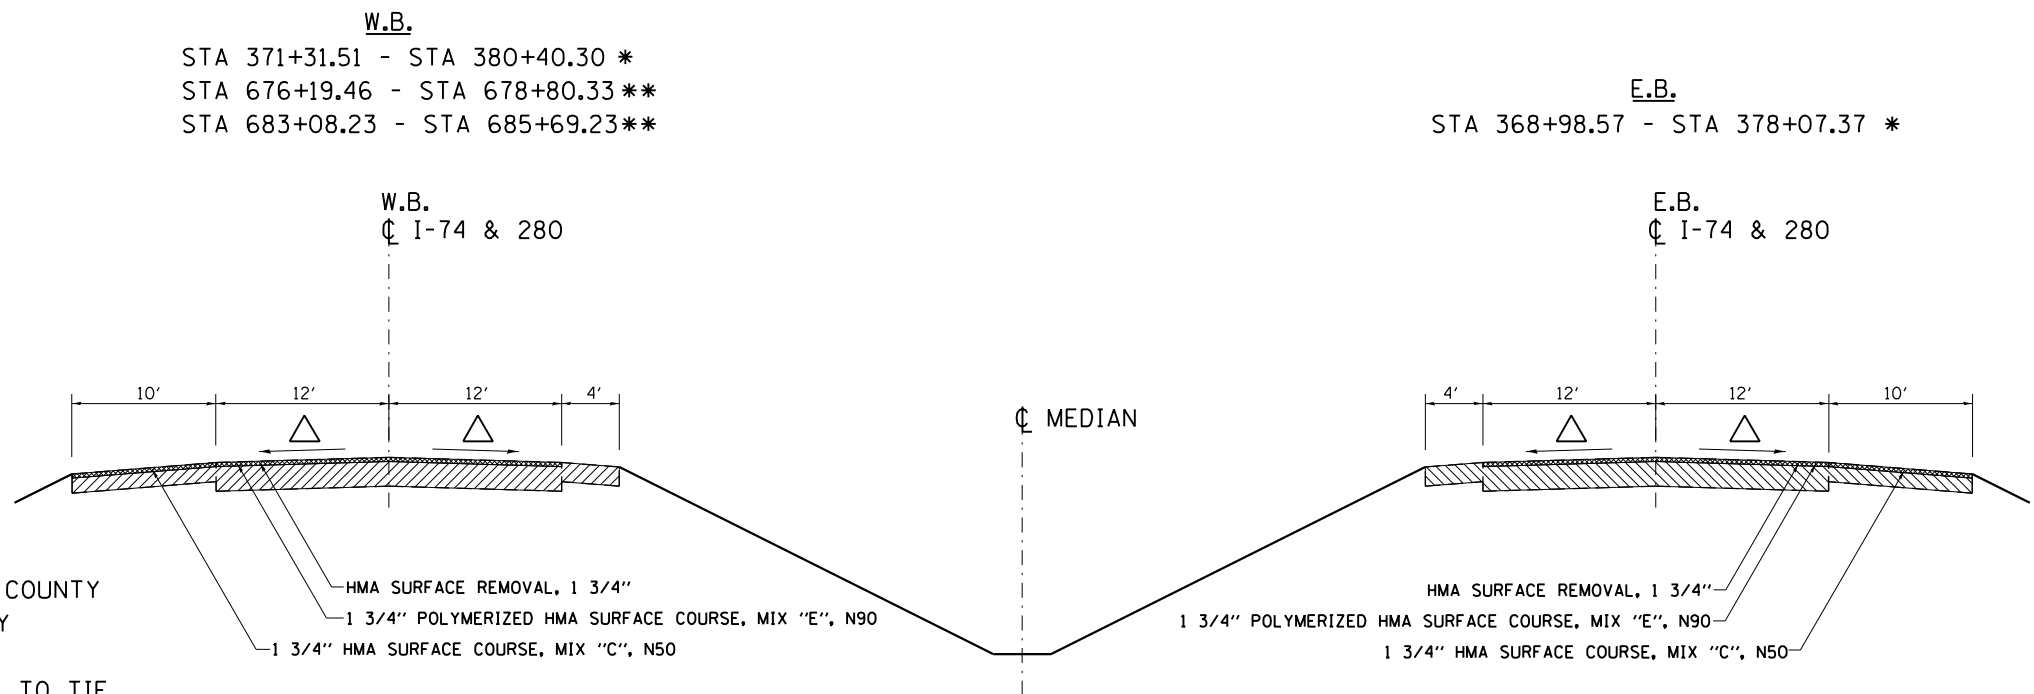 W.B.
STA 371+31.51 - STA 380+40.30 *
STA 676+19.46 - STA 678+80.33 **
STA 683+08.23 - STA 685+69.23**
E.B.
STA 368+98.57 - STA 378+07.37 *
W.B.
℄ I-74 & 280
E.B.
℄ I-74 & 280
10' 12' 12' 4'
4' 12' 12' 10'
℄ MEDIAN
HMA SURFACE REMOVAL, 1 3/4"
1 3/4" POLYMERIZED HMA SURFACE COURSE, MIX "E", N90
1 3/4" HMA SURFACE COURSE, MIX "C", N50
HMA SURFACE REMOVAL, 1 3/4"
1 3/4" POLYMERIZED HMA SURFACE COURSE, MIX "E", N90
1 3/4" HMA SURFACE COURSE, MIX "C", N50
COUNTY
Y
TO TIE